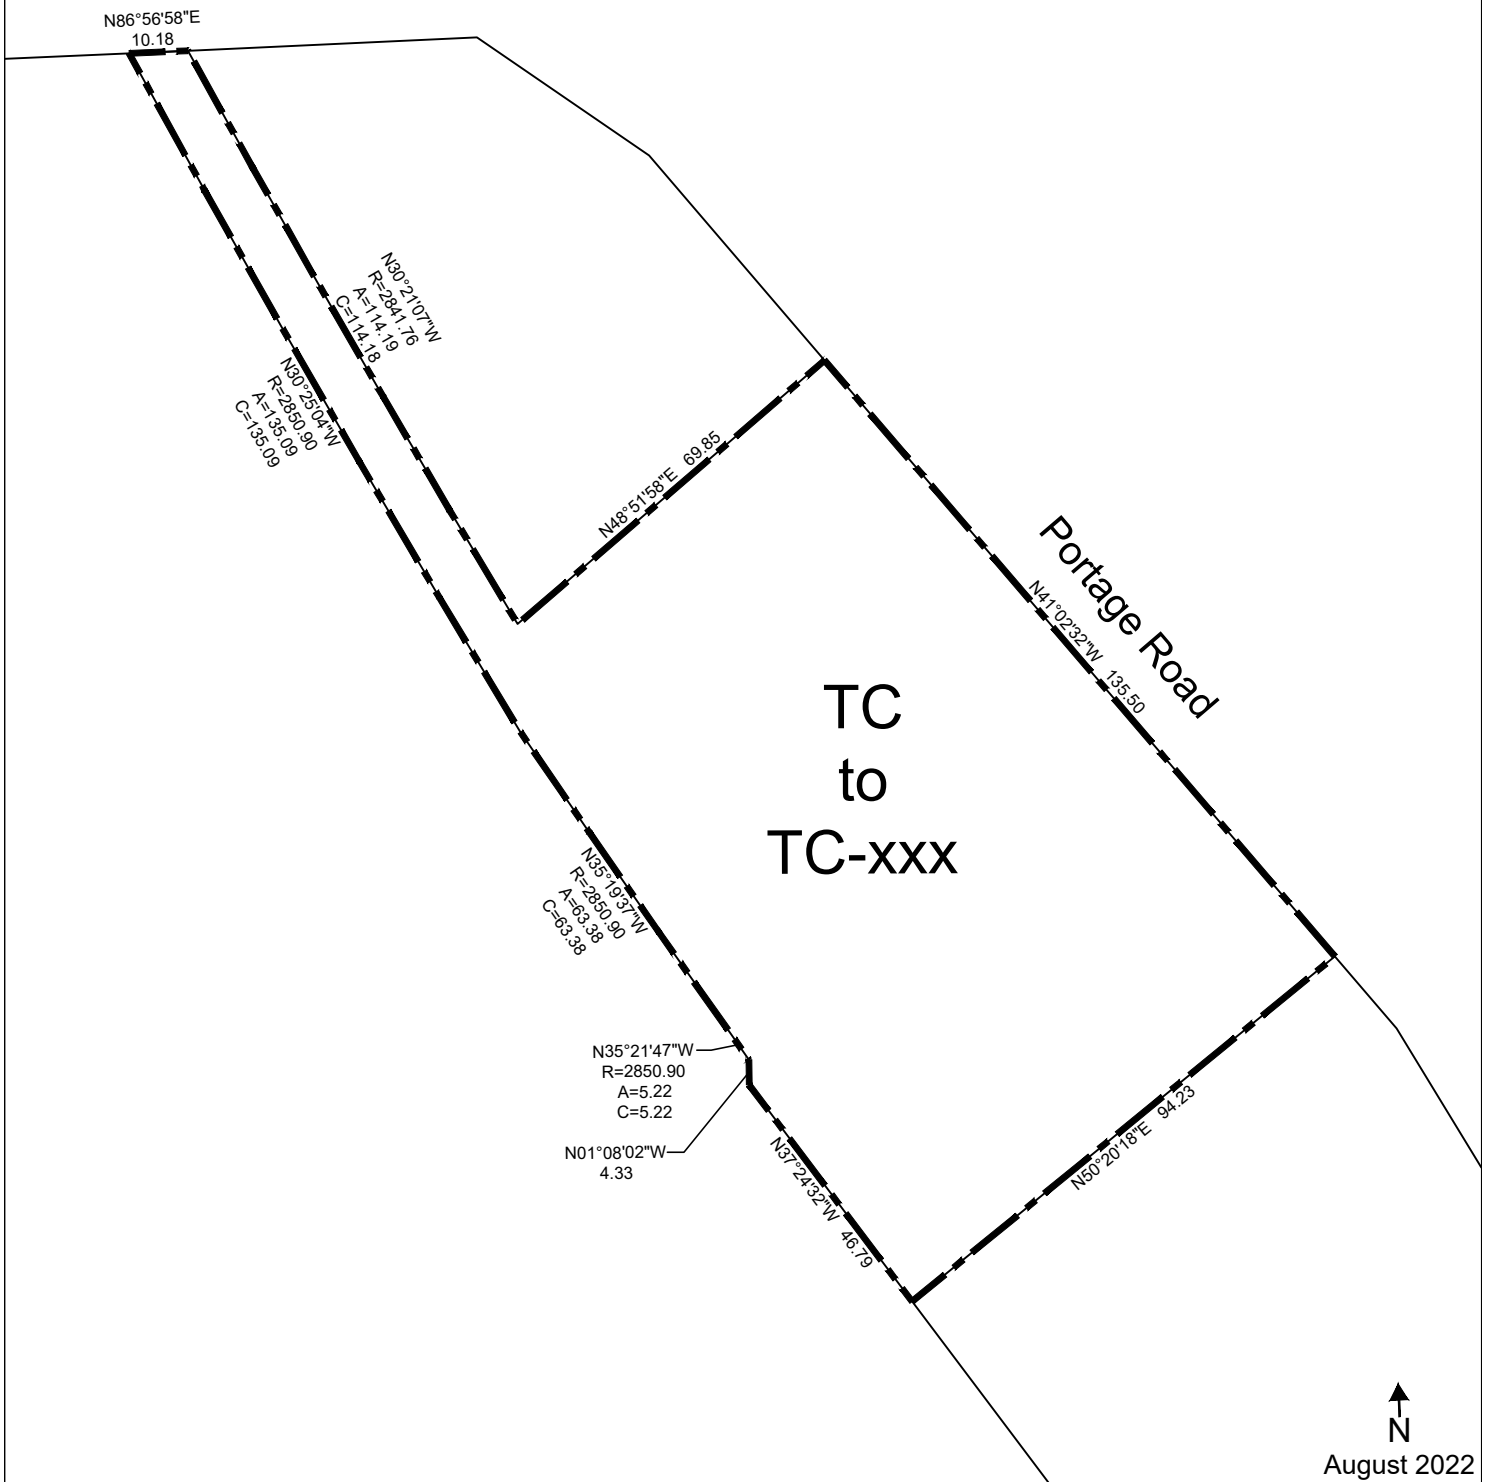 N86°56'58"E
10.18
N30°21'07"W
R=2841.76
A=114.19
C=114.18
N30°25'04"W
R=2850.90
A=135.09
C=135.09
N48°51'58"E 69.85
Portage Road
N41°02'32"W 135.50
TC
to
TC-xxx
N35°19'37"W
R=2850.90
A=63.38
C=63.38
N35°21'47"W
R=2850.90
A=5.22
C=5.22
N01°08'02"W
4.33
N37°24'32"W 46.79
N50°20'18"E 94.23
N
August 2022